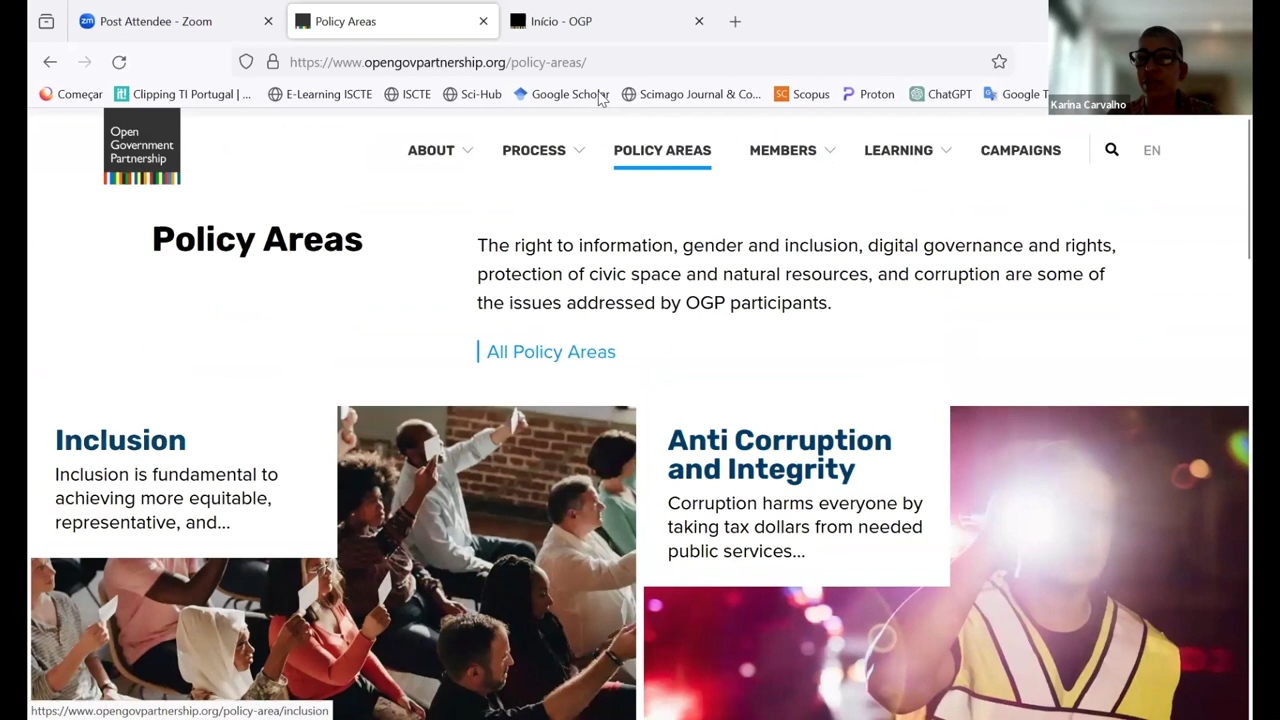 Post Attendee - Zoom
Policy Areas
Início - OGP
https://www.opengovpartnership.org/policy-areas/
Começar
Clipping TI Portugal | ...
E-Learning ISCTE
ISCTE
Sci-Hub
Google Scholar
Scimago Journal & Co...
Scopus
Proton
ChatGPT
Google T
Karina Carvalho
Open
Government
Partnership
ABOUT
PROCESS
POLICY AREAS
MEMBERS
LEARNING
CAMPAIGNS
EN
Policy Areas
The right to information, gender and inclusion, digital governance and rights,
protection of civic space and natural resources, and corruption are some of
the issues addressed by OGP participants.
All Policy Areas
Inclusion
Inclusion is fundamental to
achieving more equitable,
representative, and...
Anti Corruption
and Integrity
Corruption harms everyone by
taking tax dollars from needed
public services...
https://www.opengovpartnership.org/policy-area/inclusion